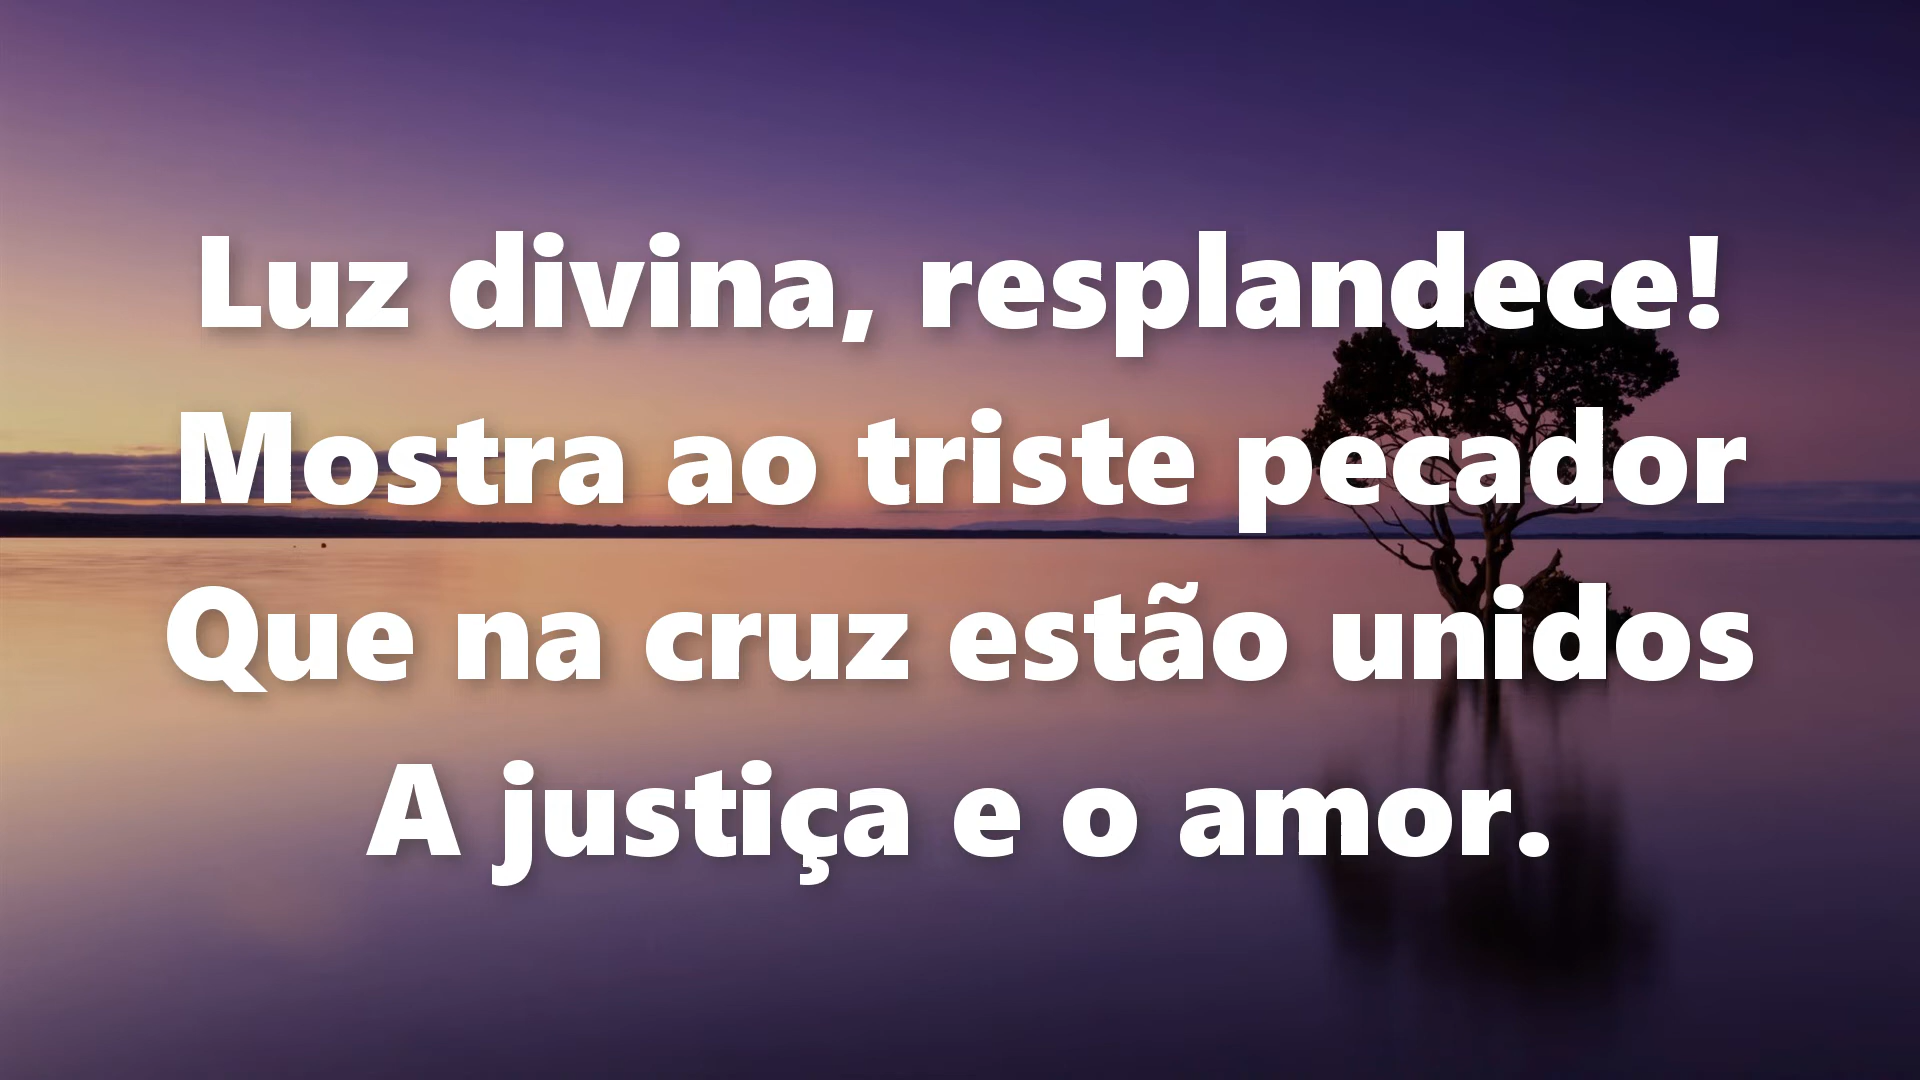 Luz divina, resplandece!
Mostra ao triste pecador
Que na cruz estão unidos
A justiça e o amor.